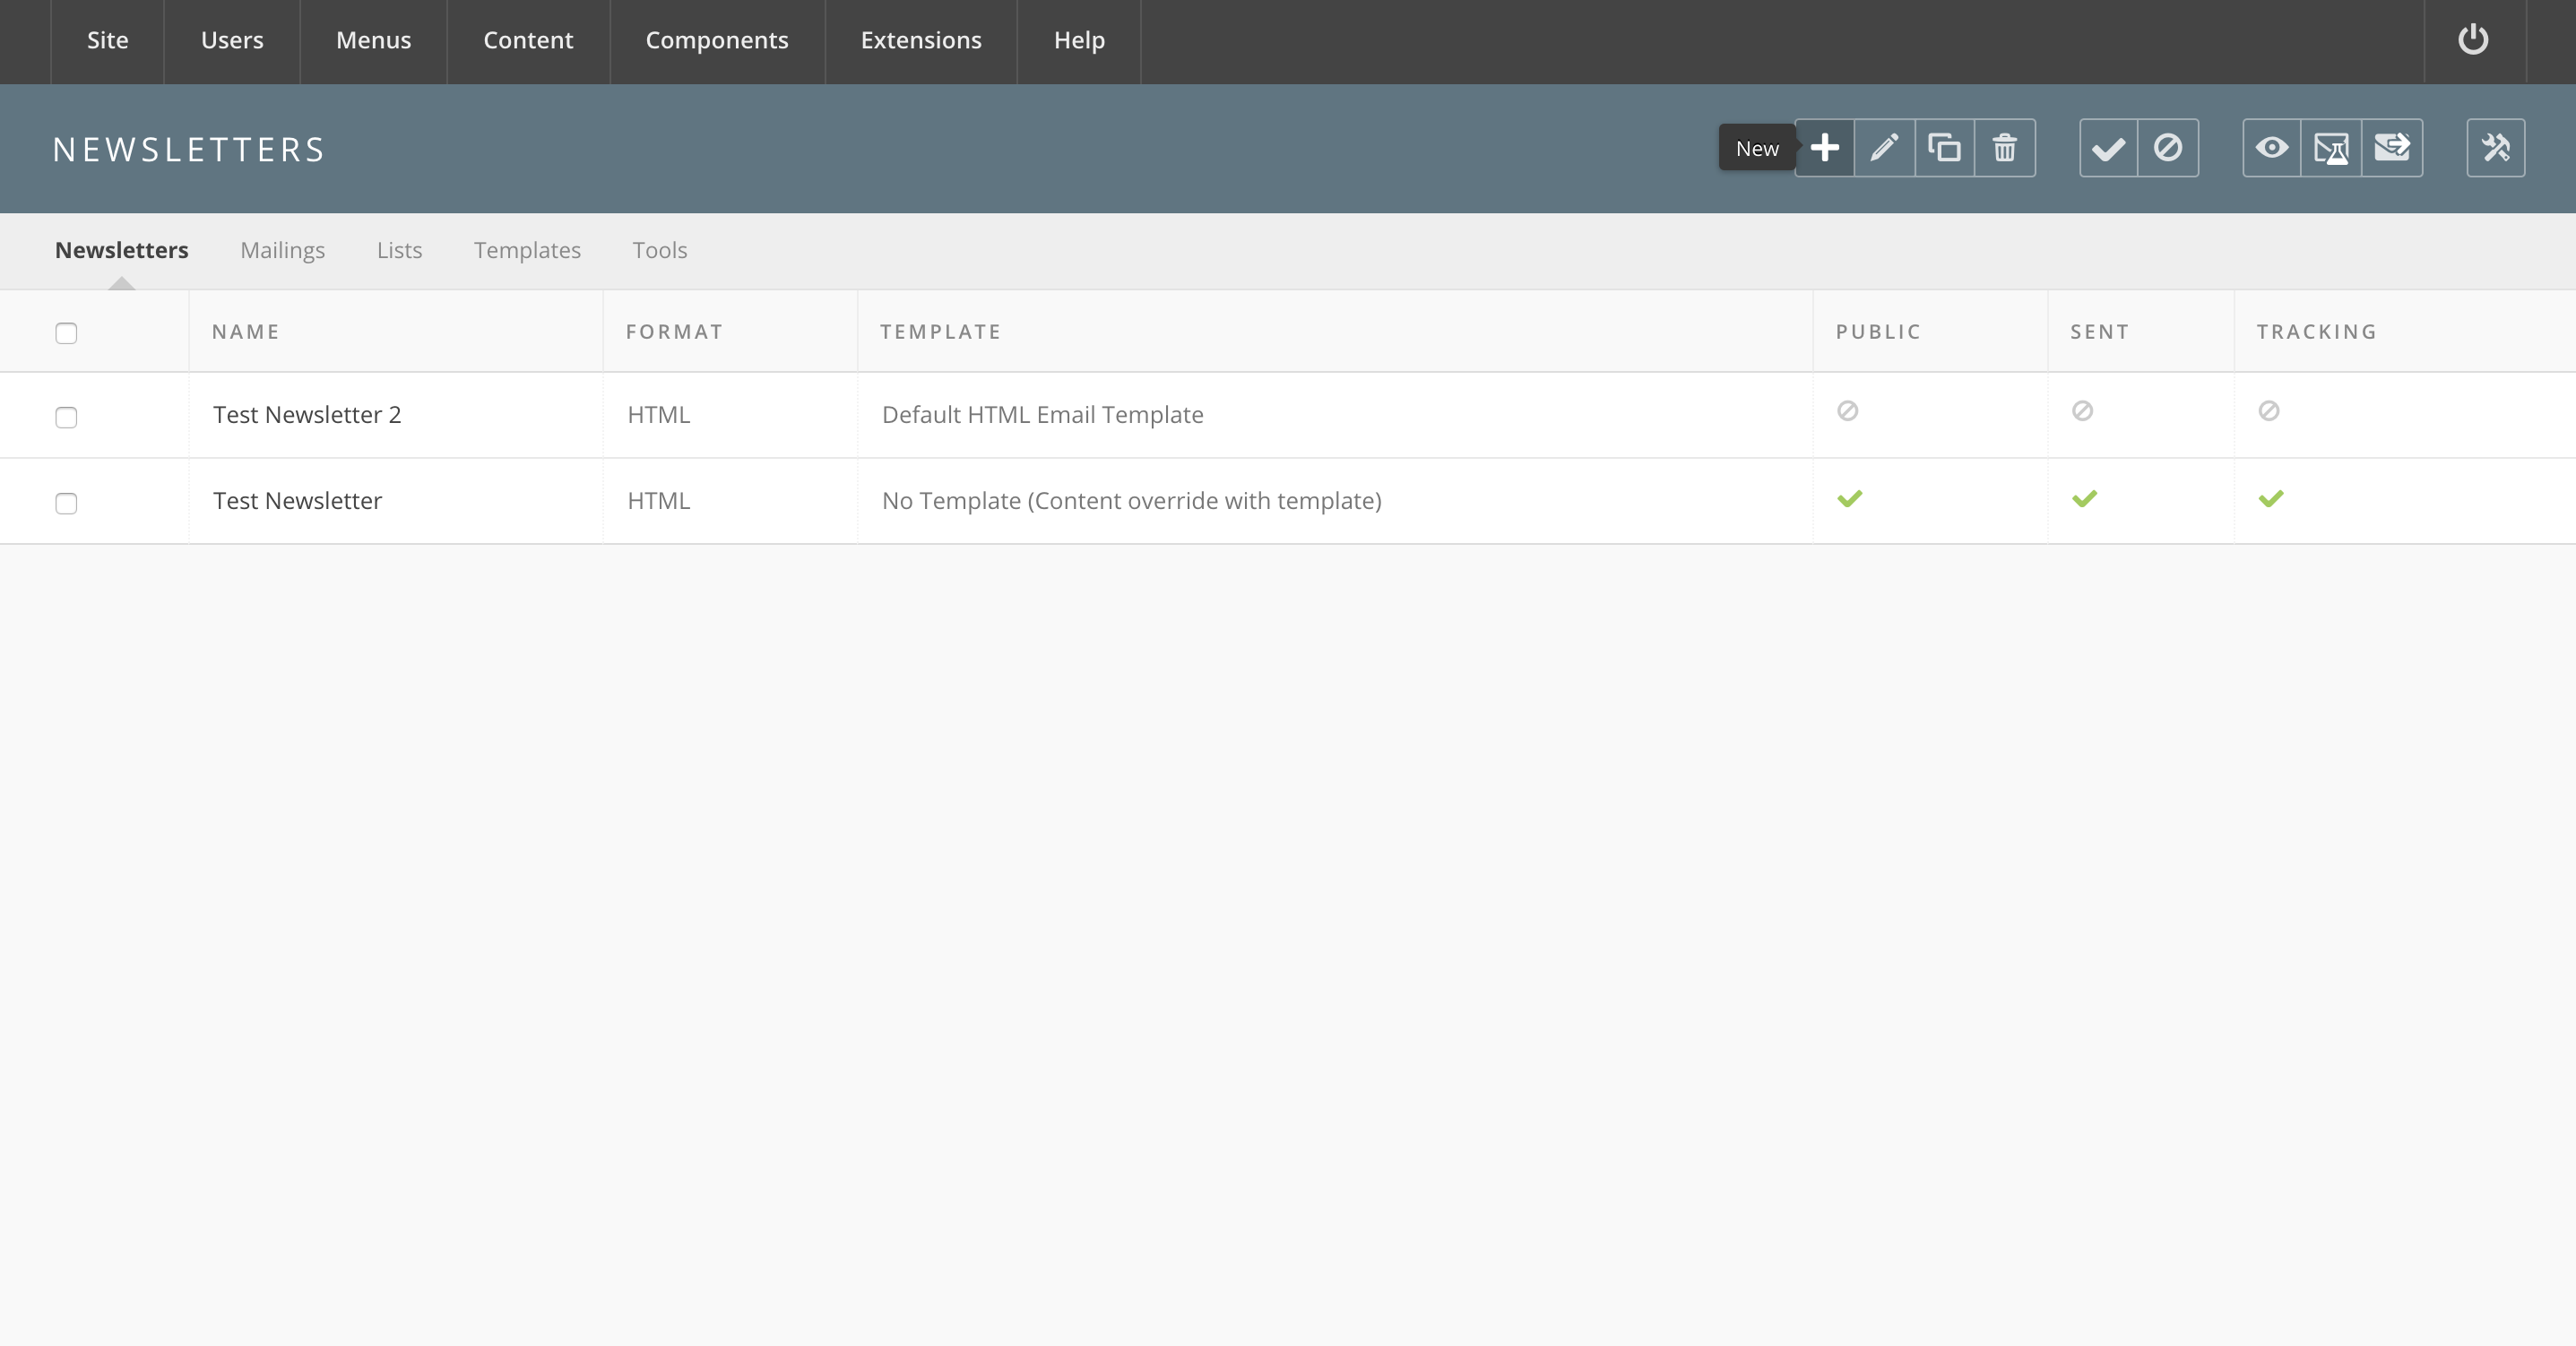 Site Users Menus Content Components Extensions Help
NEWSLETTERS New
Newsletters Mailings Lists Templates Tools
NAME FORMAT TEMPLATE PUBLIC SENT TRACKING
Test Newsletter 2 HTML Default HTML Email Template
Test Newsletter HTML No Template (Content override with template)